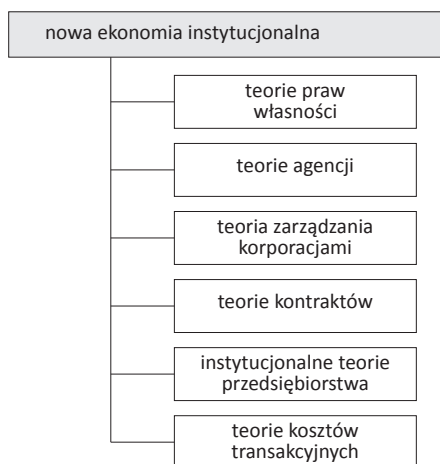 nowa ekonomia instytucjonalna
teorie praw
własności
teorie agencji
teoria zarządzania
korporacjami
teorie kontraktów
instytucjonalne teorie
przedsiębiorstwa
teorie kosztów
transakcyjnych